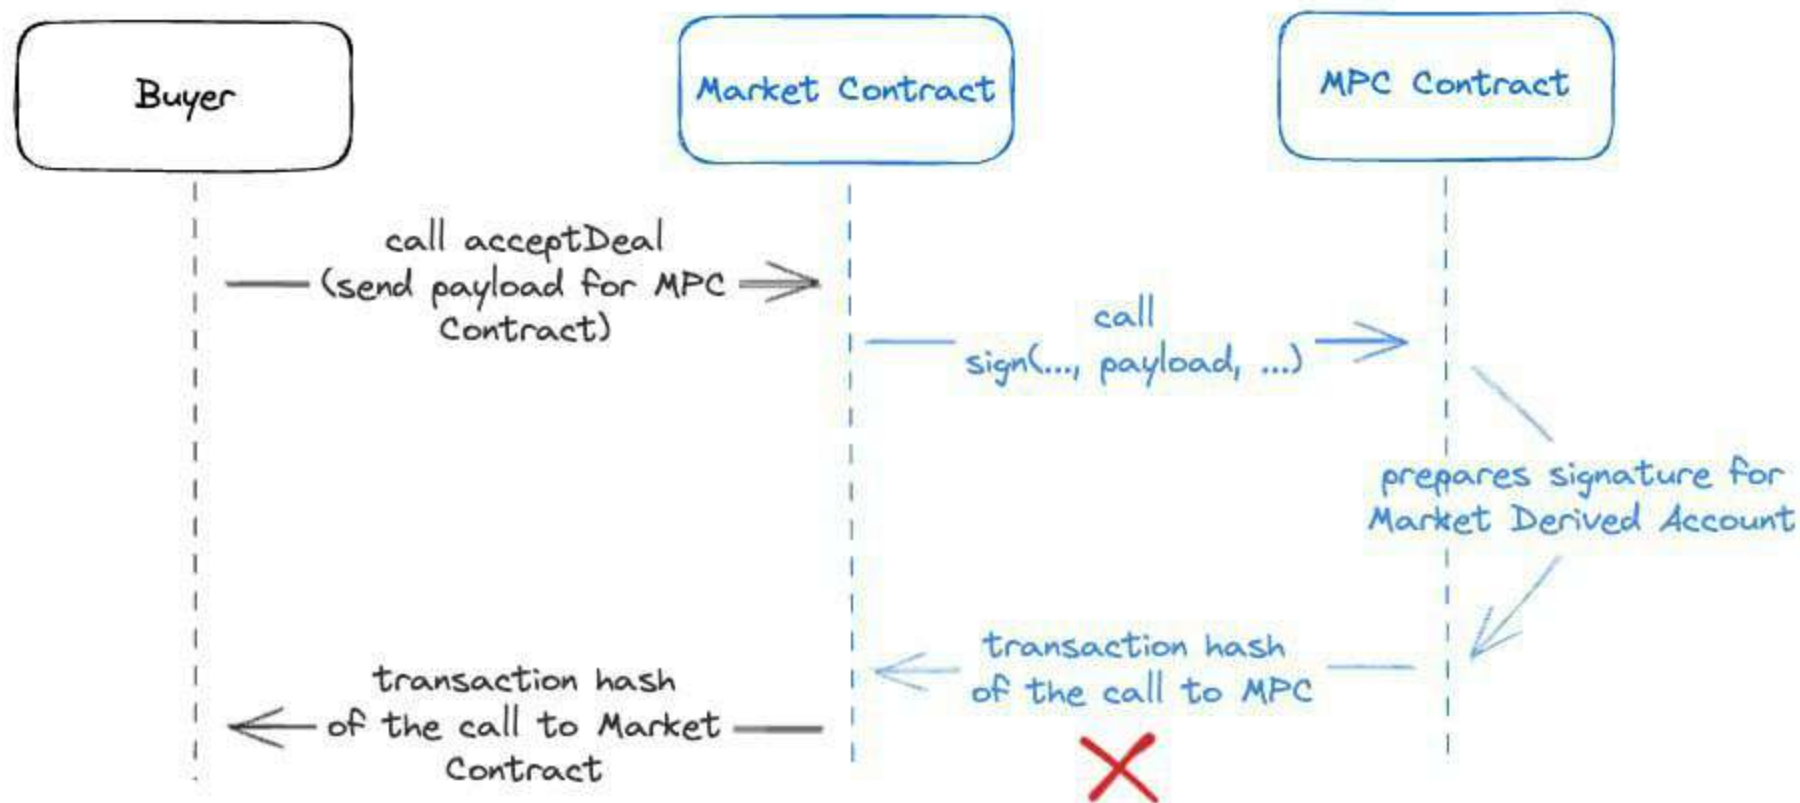 Buyer
Market Contract
MPC Contract
call acceptDeal
(send payload for MPC
Contract)
call
sign(..., payload, ...)
prepares signature for
Market Derived Account
transaction hash
of the call to MPC
transaction hash
of the call to Market
Contract